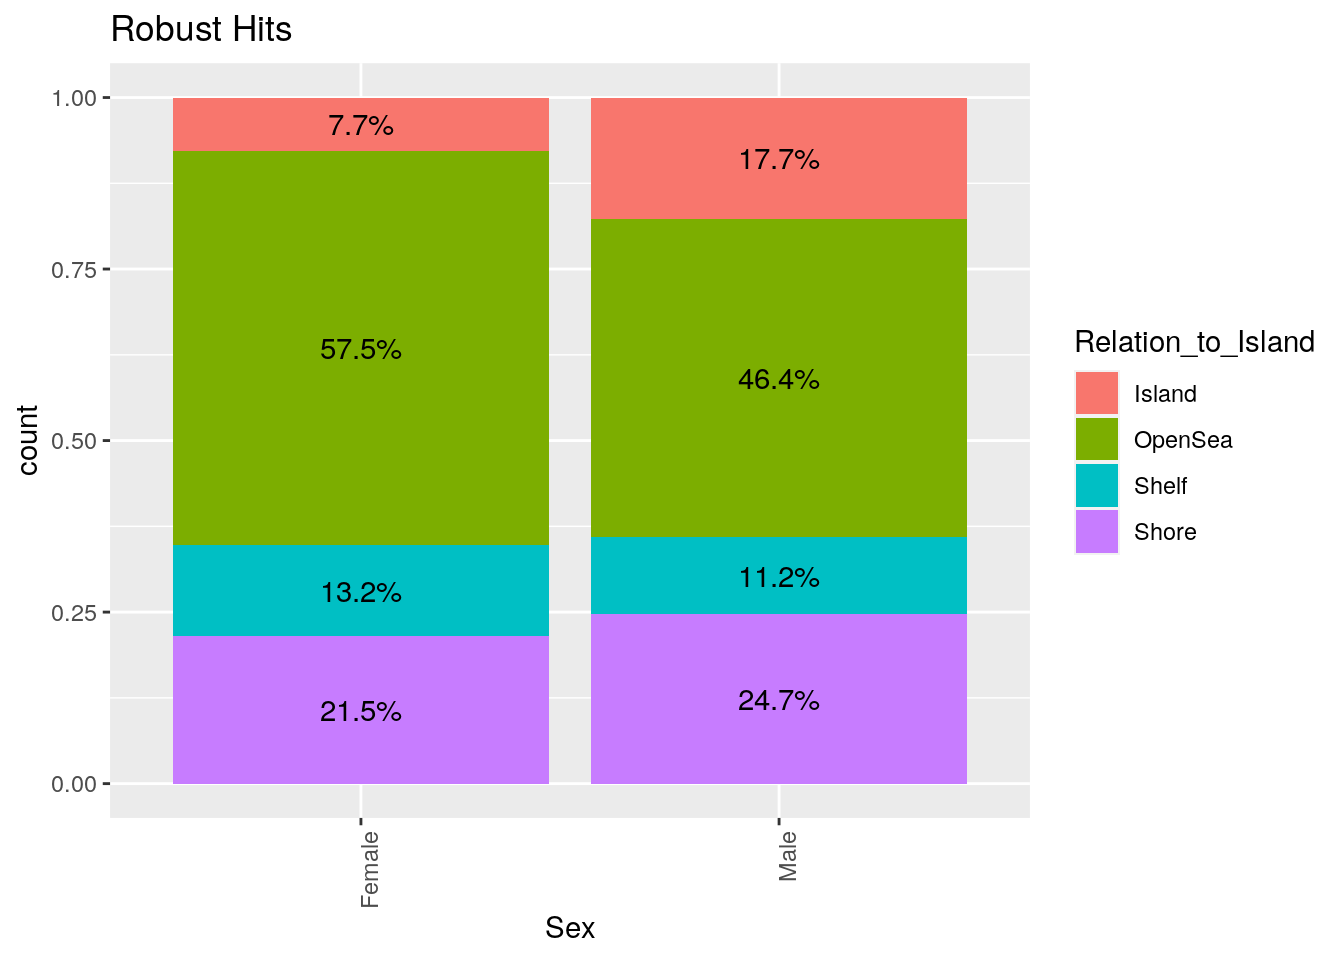 Robust Hits
1.00
0.75
0.50
0.25
0.00
count
7.7%
57.5%
13.2%
21.5%
17.7%
46.4%
11.2%
24.7%
Female
Male
Sex
Relation_to_Island
Island
OpenSea
Shelf
Shore